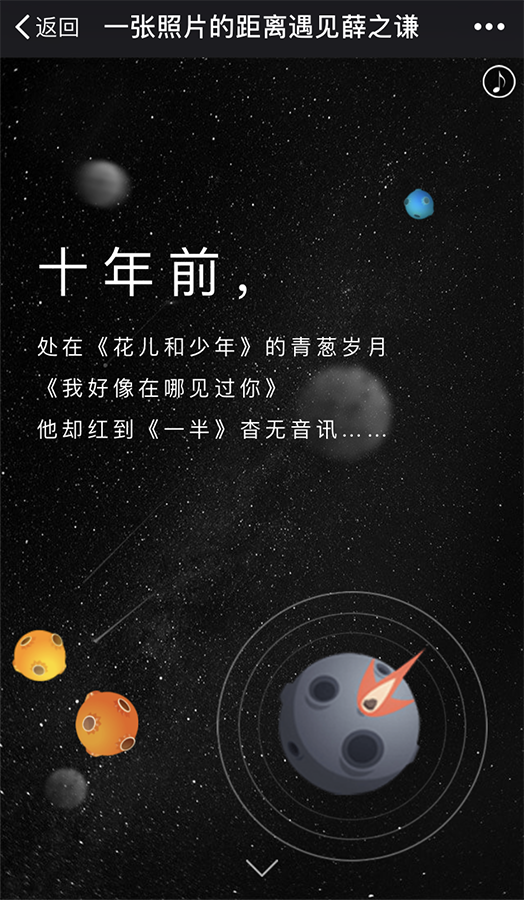 返回 一张照片的距离遇见薛之谦
十年前，
处在《花儿和少年》的青葱岁月
《我好像在哪见过你》
他却红到《一半》杳无音讯……